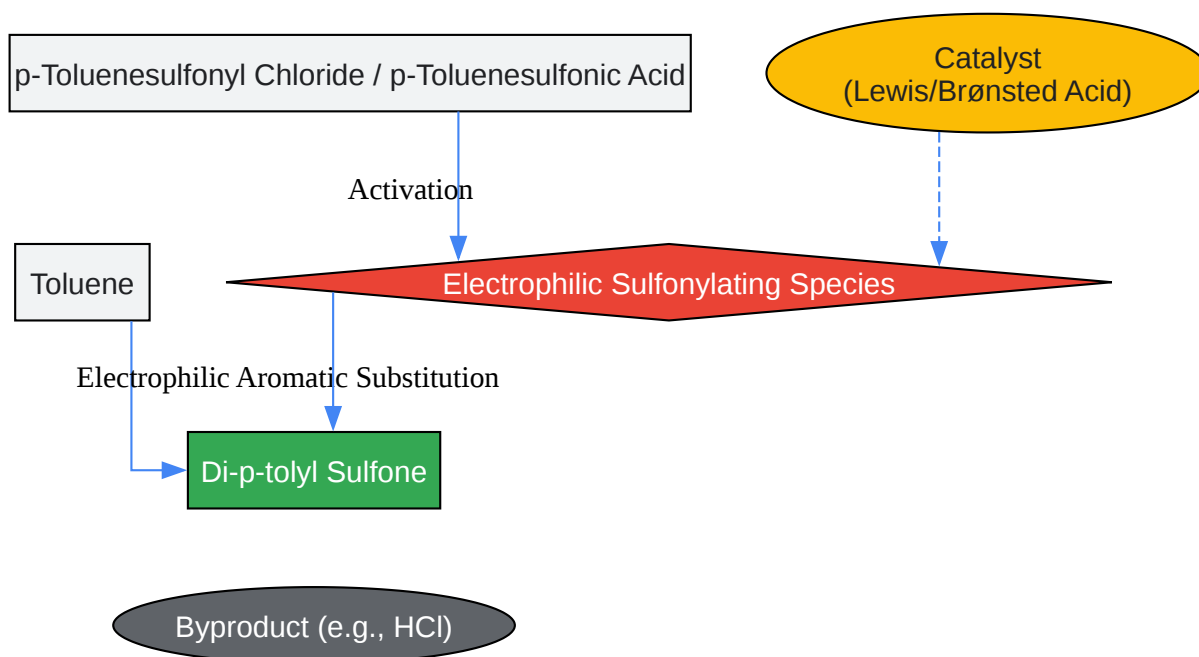 p-Toluenesulfonyl Chloride / p-Toluenesulfonic Acid
Catalyst
(Lewis/Brønsted Acid)
Activation
Toluene
Electrophilic Sulfonylating Species
Electrophilic Aromatic Substitution
Di-p-tolyl Sulfone
Byproduct (e.g., HCl)